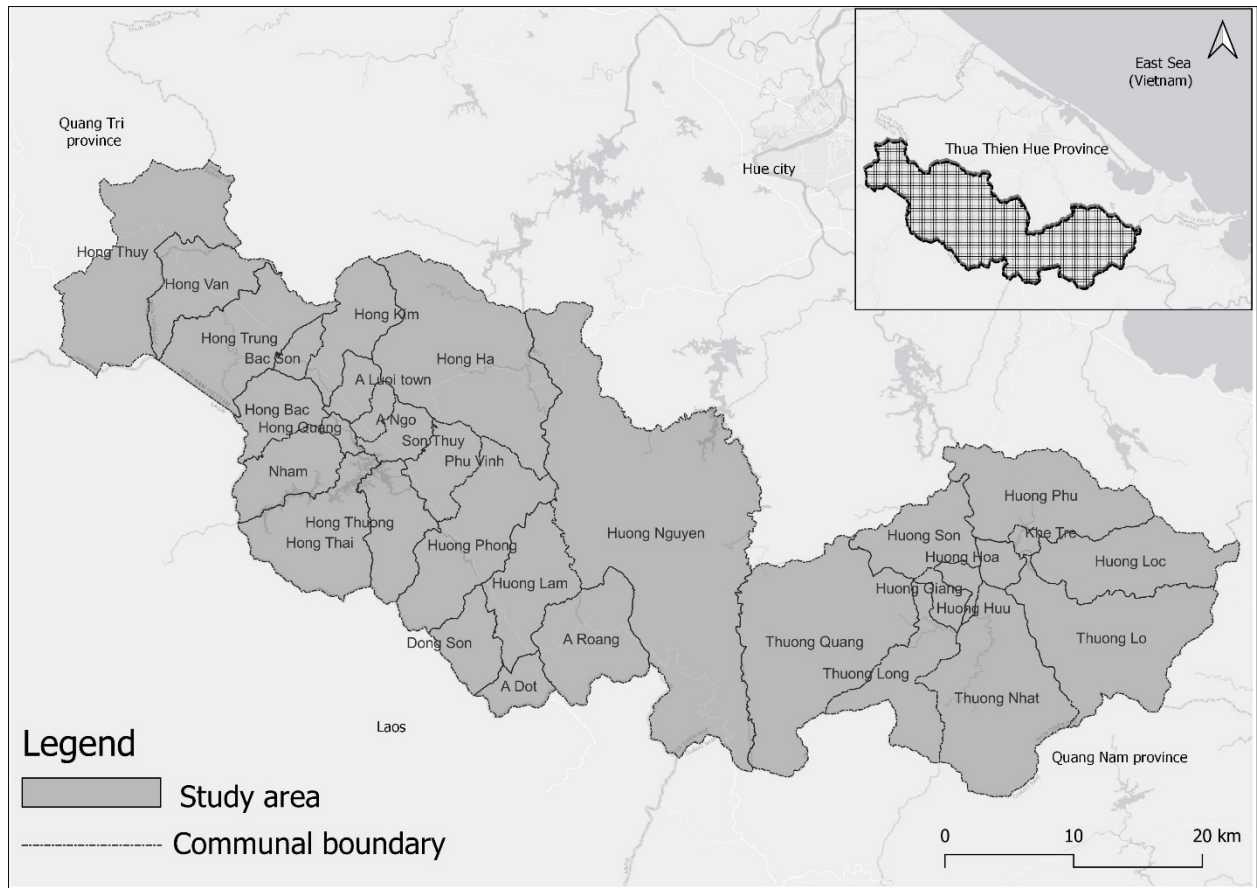 East Sea
(Vietnam)
Quang Tri
province
Thua Thien Hue Province
Hue city
Hong Thuy
Hong Van
Hong Kim
Hong Trung
Bac Son
Hong Ha
A Luoi town
Hong Bac
A Ngo
Hong Quang
Son Thuy
Nham
Phu Vinh
Huong Phu
Hong Thuong
Huong Nguyen
Huong Son
Khe Tre
Hong Thai
Huong Phong
Huong Hoa
Huong Loc
Huong Lam
Huong Giang
Huong Huu
Dong Son
A Roang
Thuong Quang
Thuong Lo
Thuong Long
A Dot
Thuong Nhat
Laos
Quang Nam province
Legend
Study area
Communal boundary
0 10 20 km